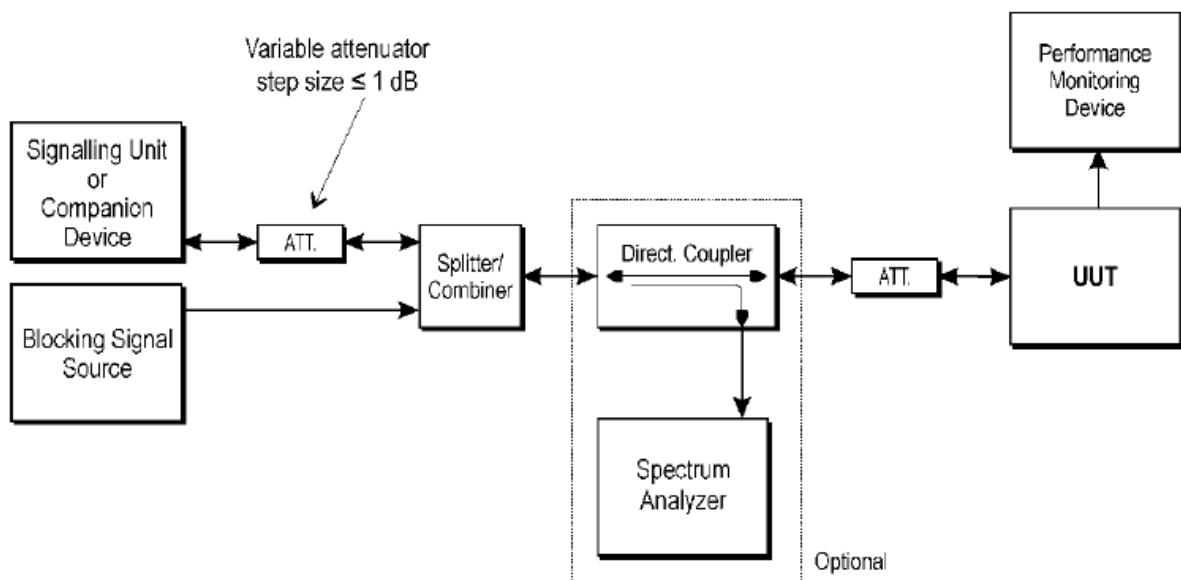 Variable attenuator
step size ≤ 1 dB
Performance
Monitoring
Device
Signalling Unit
or
Companion
Device
ATT.
Splitter/
Combiner
Direct. Coupler
ATT.
UUT
Blocking Signal
Source
Spectrum
Analyzer
Optional